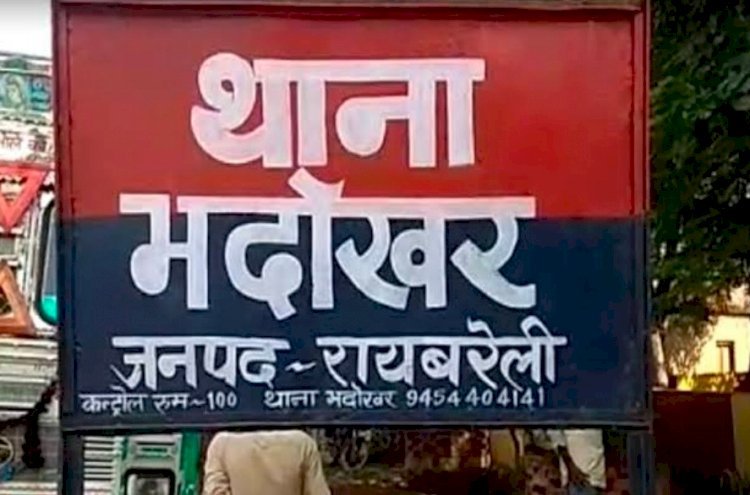 थाना
भदोखर
जनपद ~ रायबरेली
कन्ट्रोल रुम ~ 100 थाना भदोखर 9454404141